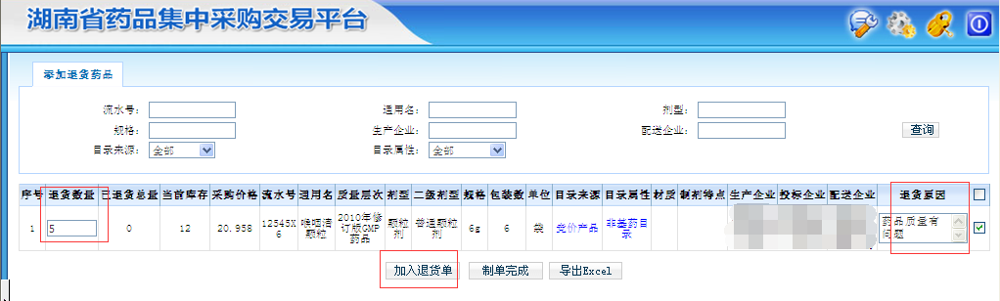 湖南省药品集中采购交易平台
添加退货药品
流水号: 通用名: 剂型:
规格: 生产企业: 配送企业: 查询
目录来源: 全部 目录属性: 全部
序号 退货数量 已退货总量 当前库存 采购价格 流水号 通用名 质量层次 剂型 二级剂型 规格 包装数 单位 目录来源 目录属性 材质 制剂特点 生产企业 投标企业 配送企业 退货原因
1 5 0 12 20.958 12545X6 喉咽清颗粒 2010年修订版GMP药品 颗粒剂 普通颗粒剂 6g 6 袋 竞价产品 非基药目录 药品质量有问题
加入退货单 制单完成 导出Excel